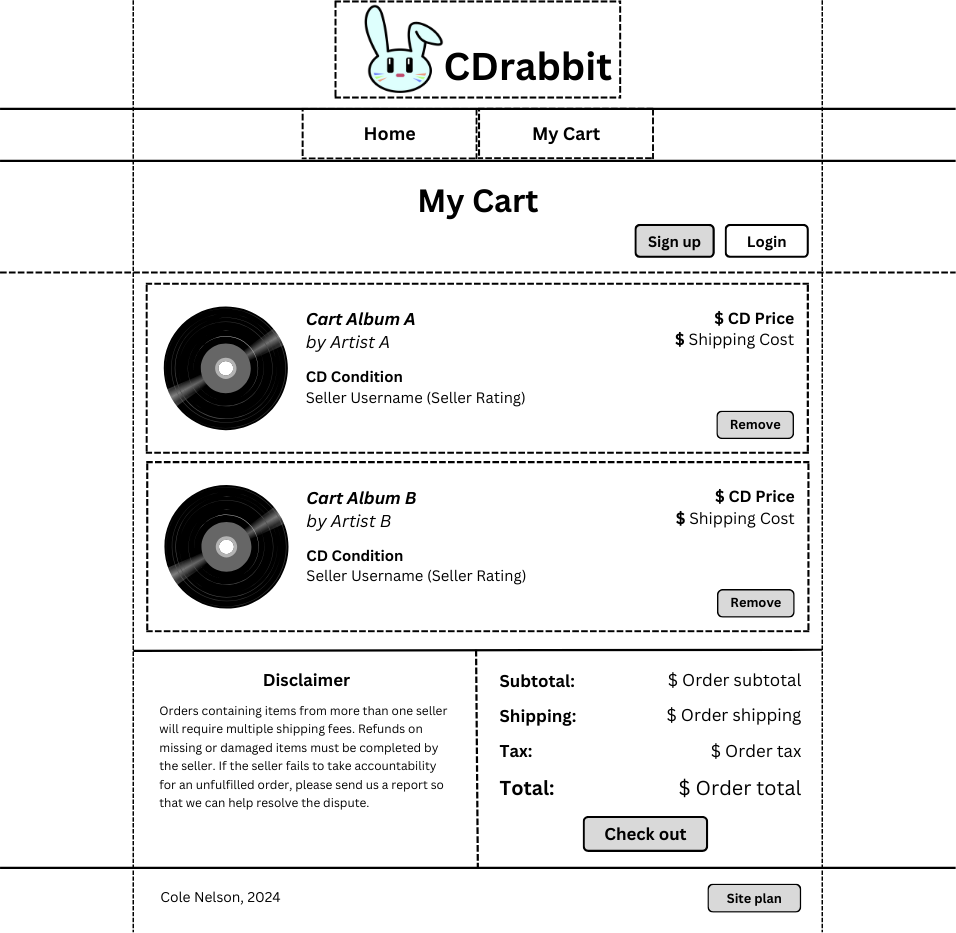 CDrabbit
Home
My Cart
My Cart
Sign up
Login
Cart Album A
by Artist A
CD Condition
Seller Username (Seller Rating)
$ CD Price
$ Shipping Cost
Remove
Cart Album B
by Artist B
CD Condition
Seller Username (Seller Rating)
$ CD Price
$ Shipping Cost
Remove
Disclaimer
Orders containing items from more than one seller
will require multiple shipping fees. Refunds on
missing or damaged items must be completed by
the seller. If the seller fails to take accountability
for an unfulfilled order, please send us a report so
that we can help resolve the dispute.
Subtotal: $ Order subtotal
Shipping: $ Order shipping
Tax: $ Order tax
Total: $ Order total
Check out
Cole Nelson, 2024
Site plan